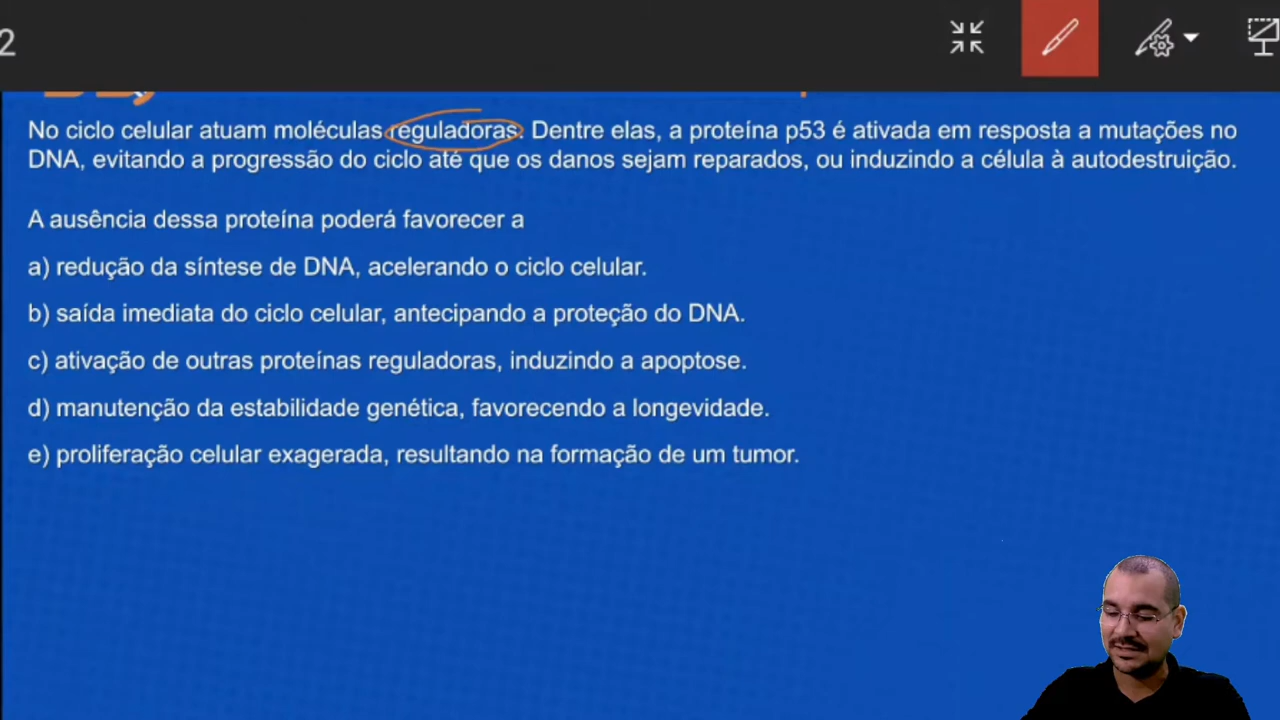 2
No ciclo celular atuam moléculas reguladoras. Dentre elas, a proteína p53 é ativada em resposta a mutações no
DNA, evitando a progressão do ciclo até que os danos sejam reparados, ou induzindo a célula à autodestruição.
A ausência dessa proteína poderá favorecer a
a) redução da síntese de DNA, acelerando o ciclo celular.
b) saída imediata do ciclo celular, antecipando a proteção do DNA.
c) ativação de outras proteínas reguladoras, induzindo a apoptose.
d) manutenção da estabilidade genética, favorecendo a longevidade.
e) proliferação celular exagerada, resultando na formação de um tumor.